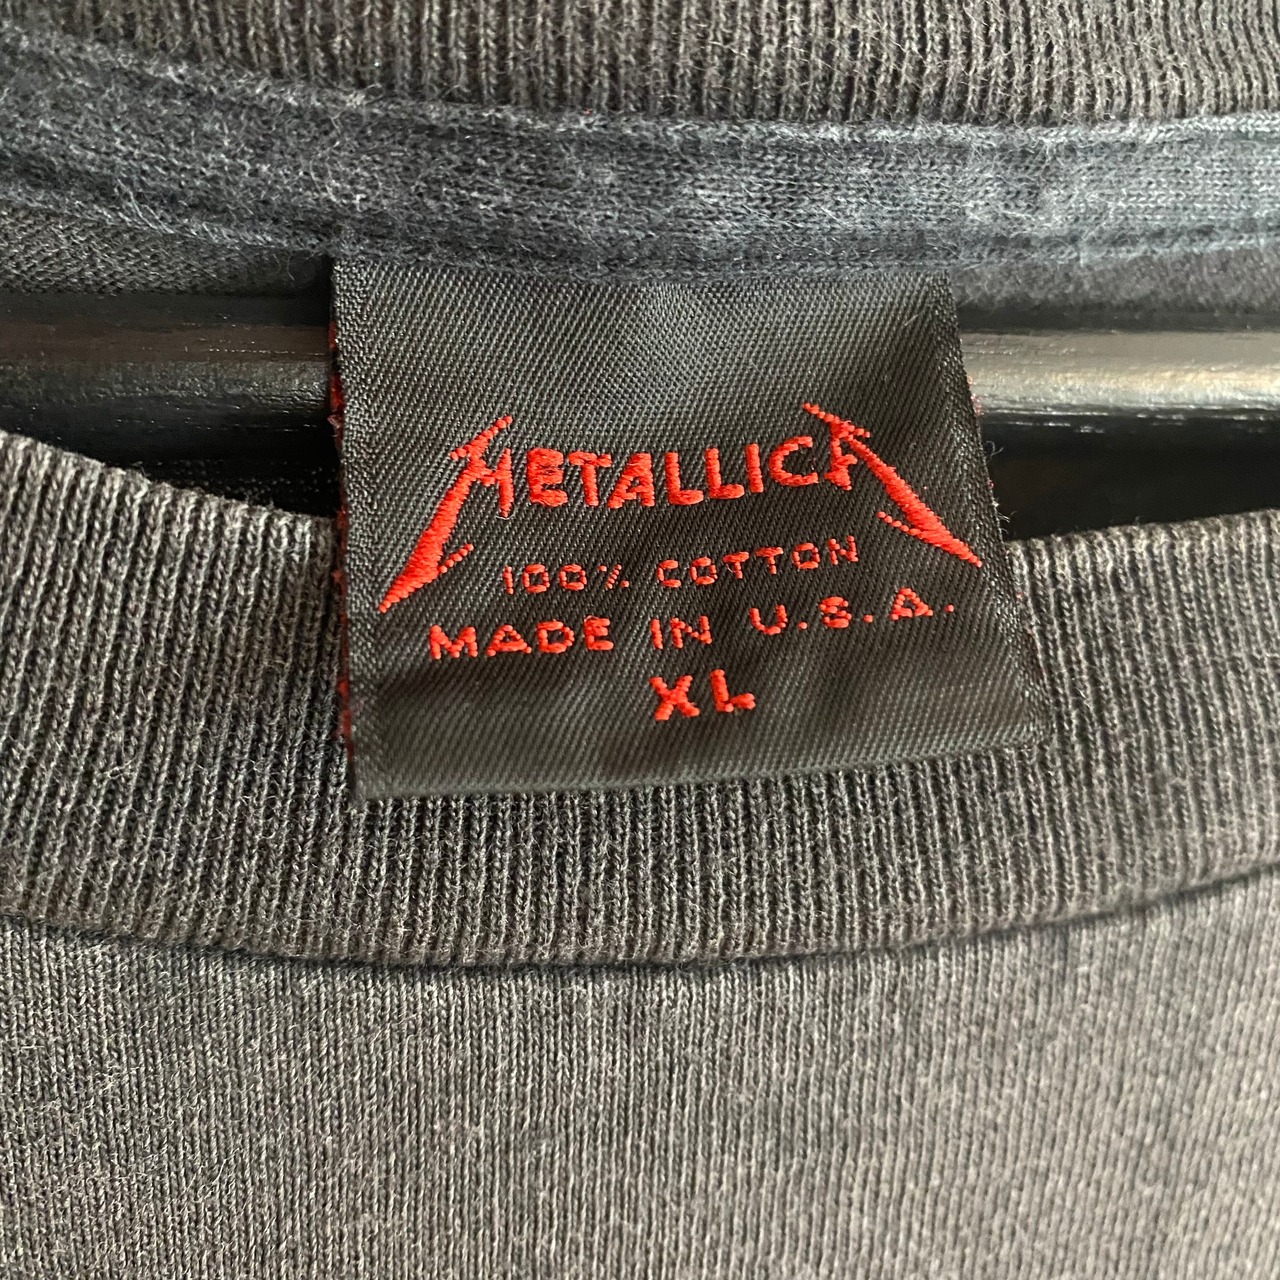 METALLICA
100% COTTON
MADE IN U.S.A.
XL